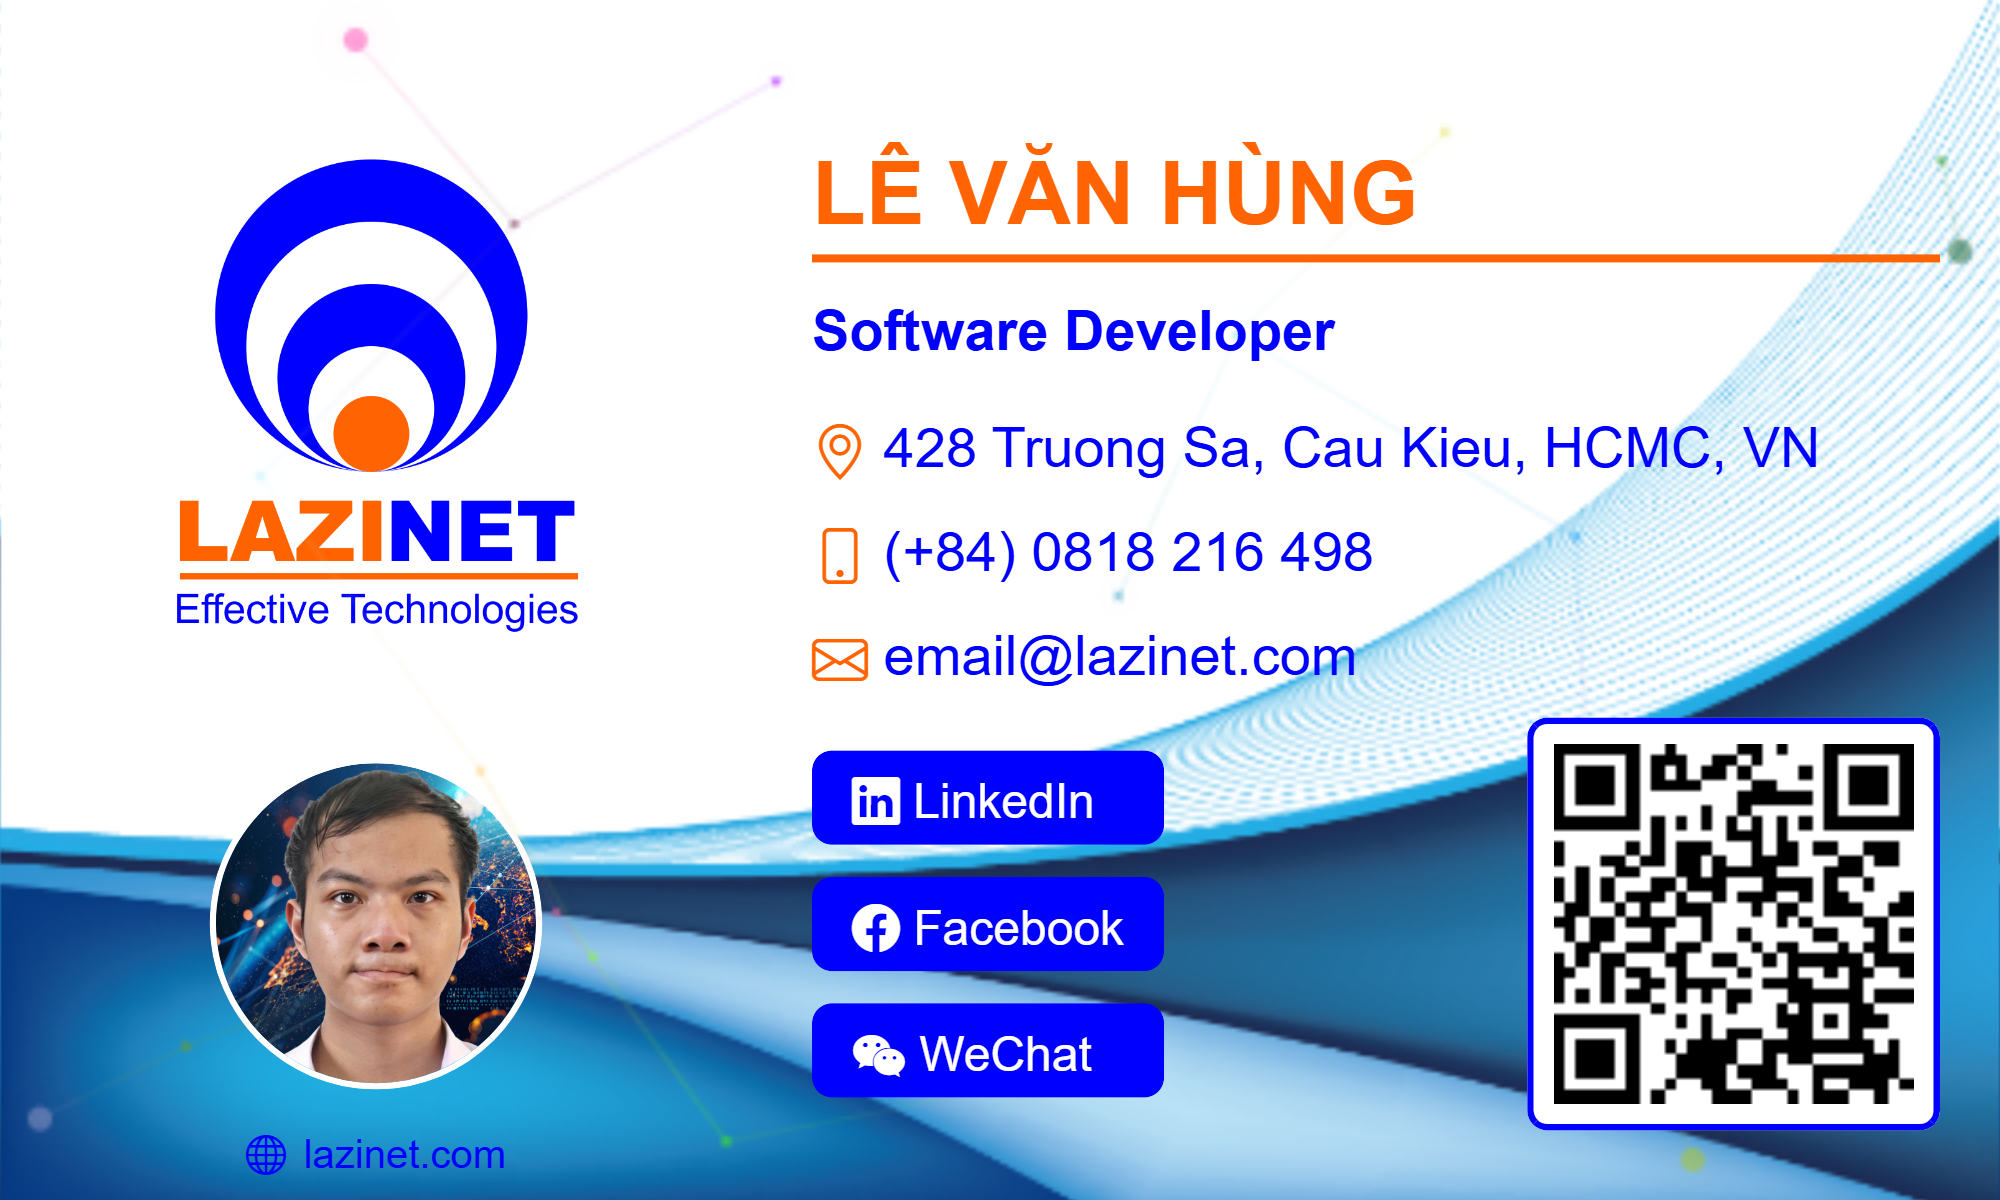 LAZINET
Effective Technologies
lazinet.com
LÊ VĂN HÙNG
Software Developer
428 Truong Sa, Cau Kieu, HCMC, VN
(+84) 0818 216 498
email@lazinet.com
LinkedIn
Facebook
WeChat